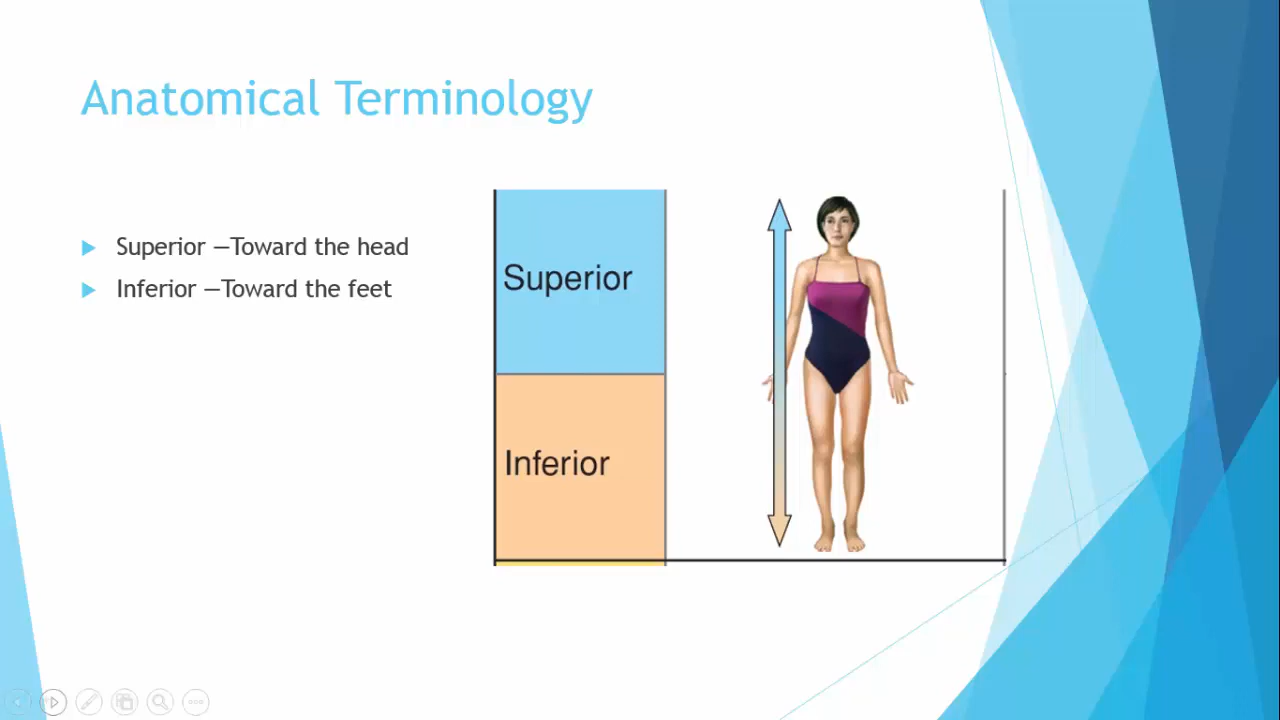 Anatomical Terminology
Superior —Toward the head
Inferior —Toward the feet
Superior
Inferior